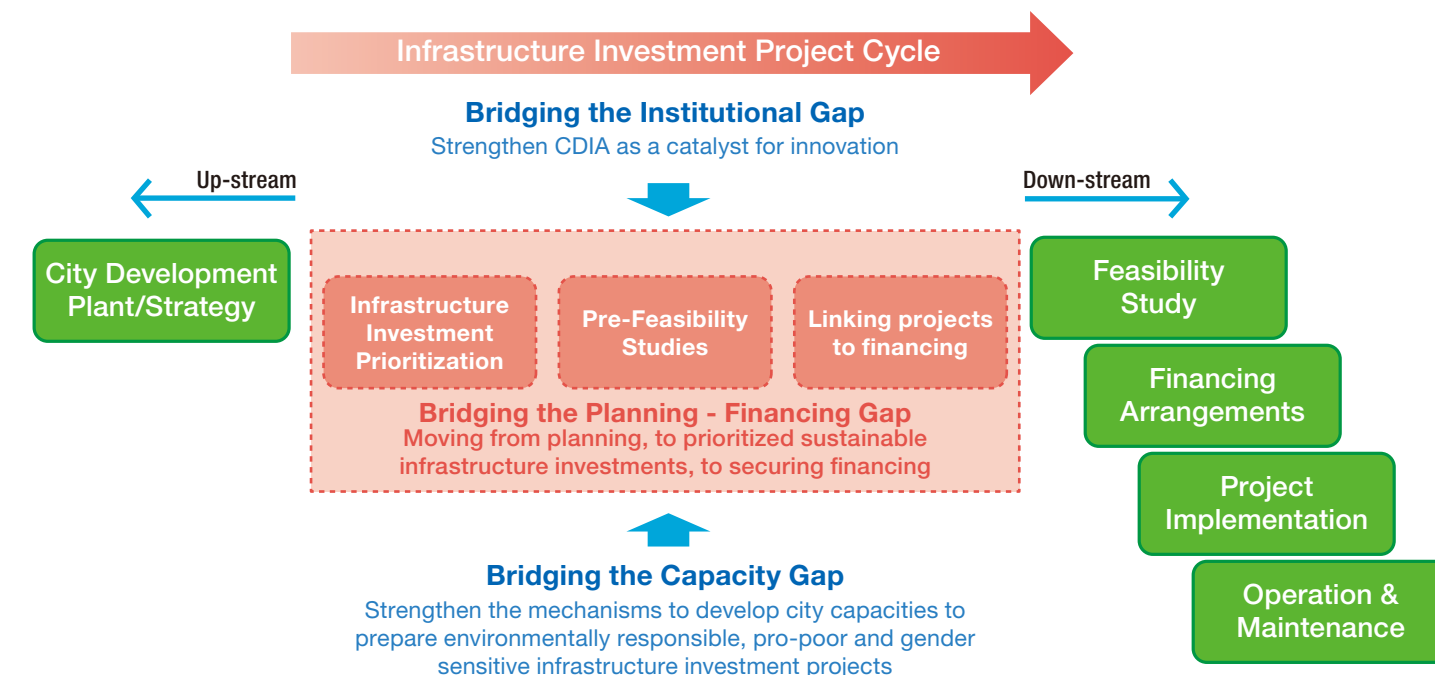 Infrastructure Investment Project Cycle
Bridging the Institutional Gap
Strengthen CDIA as a catalyst for innovation
Up-stream
Down-stream
City Development
Plant/Strategy
Infrastructure
Investment
Prioritization
Pre-Feasibility
Studies
Linking projects
to financing
Bridging the Planning - Financing Gap
Moving from planning, to prioritized sustainable
infrastructure investments, to securing financing
Feasibility
Study
Financing
Arrangements
Project
Implementation
Operation &
Maintenance
Bridging the Capacity Gap
Strengthen the mechanisms to develop city capacities to
prepare environmentally responsible, pro-poor and gender
sensitive infrastructure investment projects